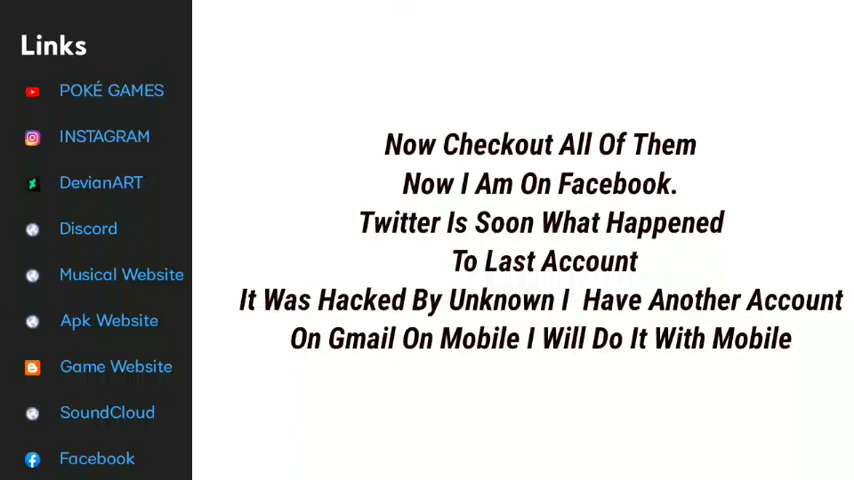 Links
POKÉ GAMES
INSTAGRAM
DevianART
Discord
Musical Website
Apk Website
Game Website
SoundCloud
Facebook
Now Checkout All Of Them
Now I Am On Facebook.
Twitter Is Soon What Happened
To Last Account
It Was Hacked By Unknown I  Have Another Account
On Gmail On Mobile I Will Do It With Mobile